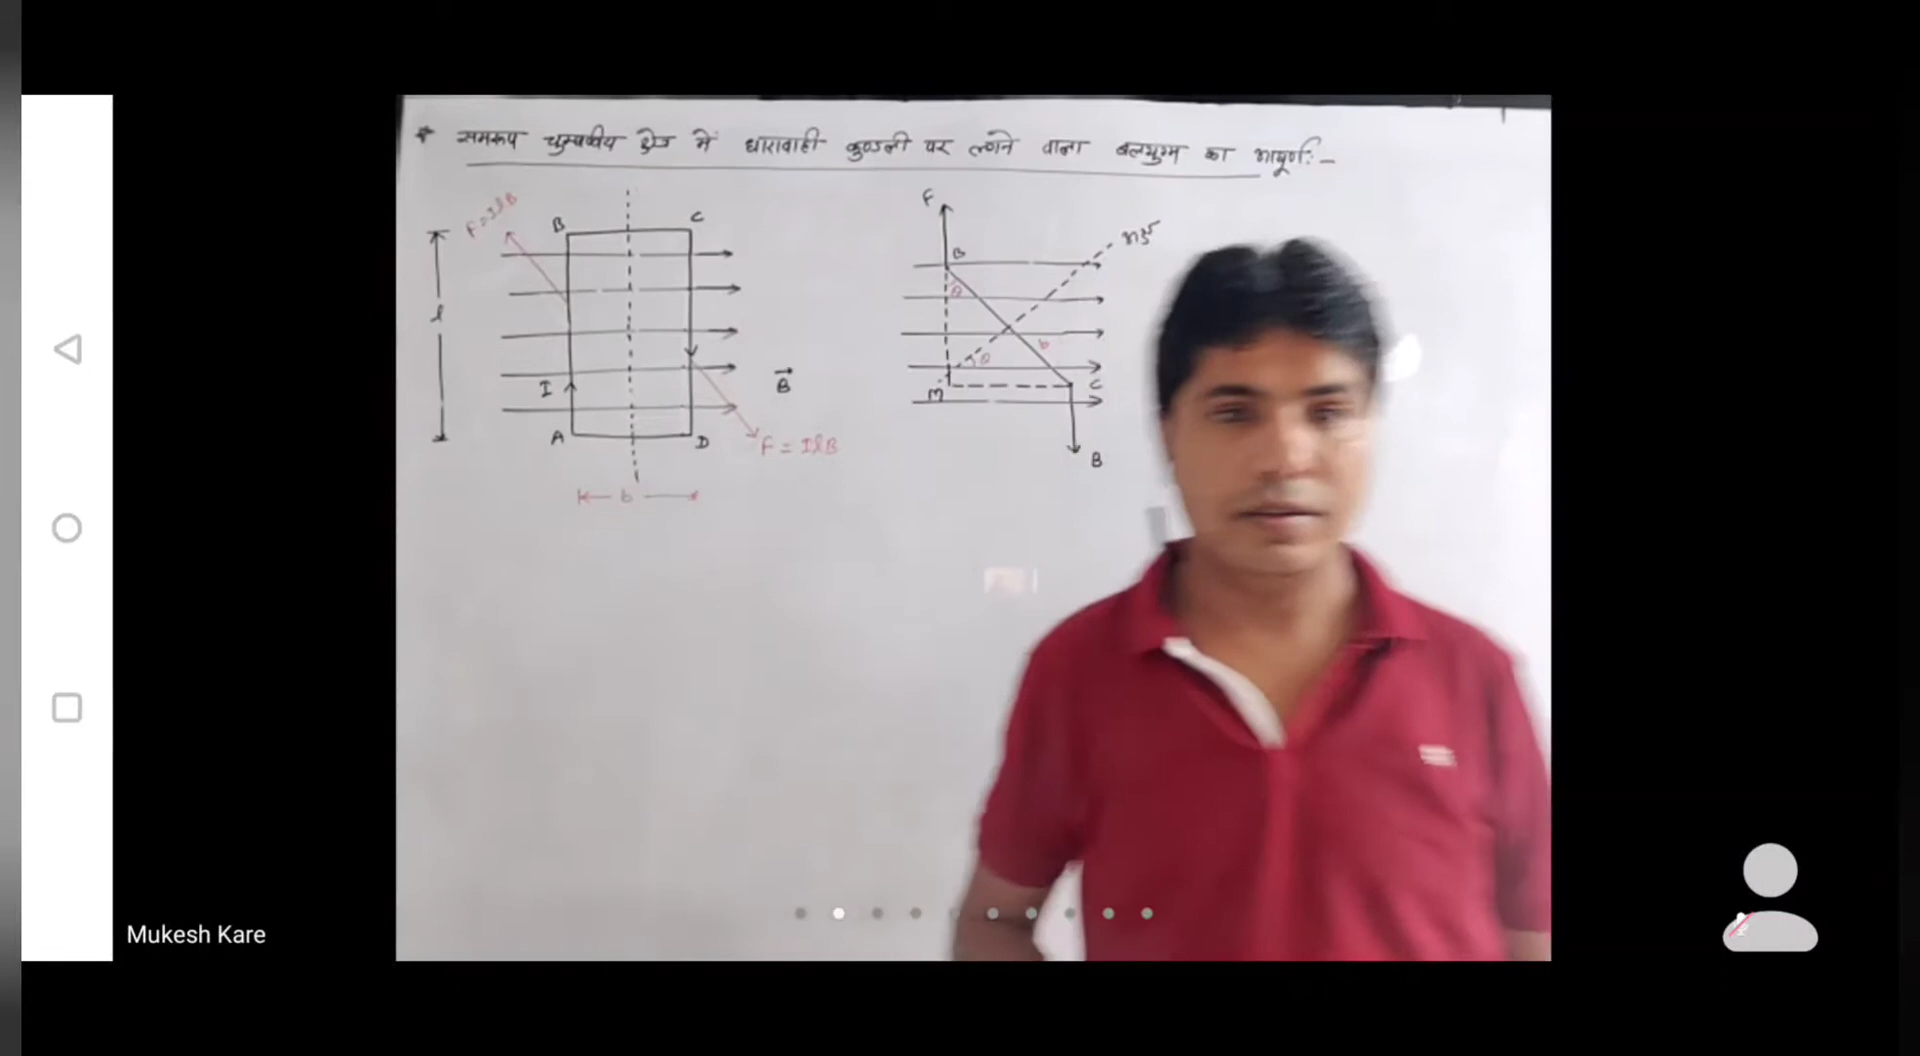 * समरूप चुम्बकीय क्षेत्र में धारावाही कुण्डली पर लगने वाला बलयुग्म का आघूर्ण :-
F=IlB
B
C
l
I
A
D
b
B
F = IlB
F
B
θ
b
θ
M
C
B
Mukesh Kare